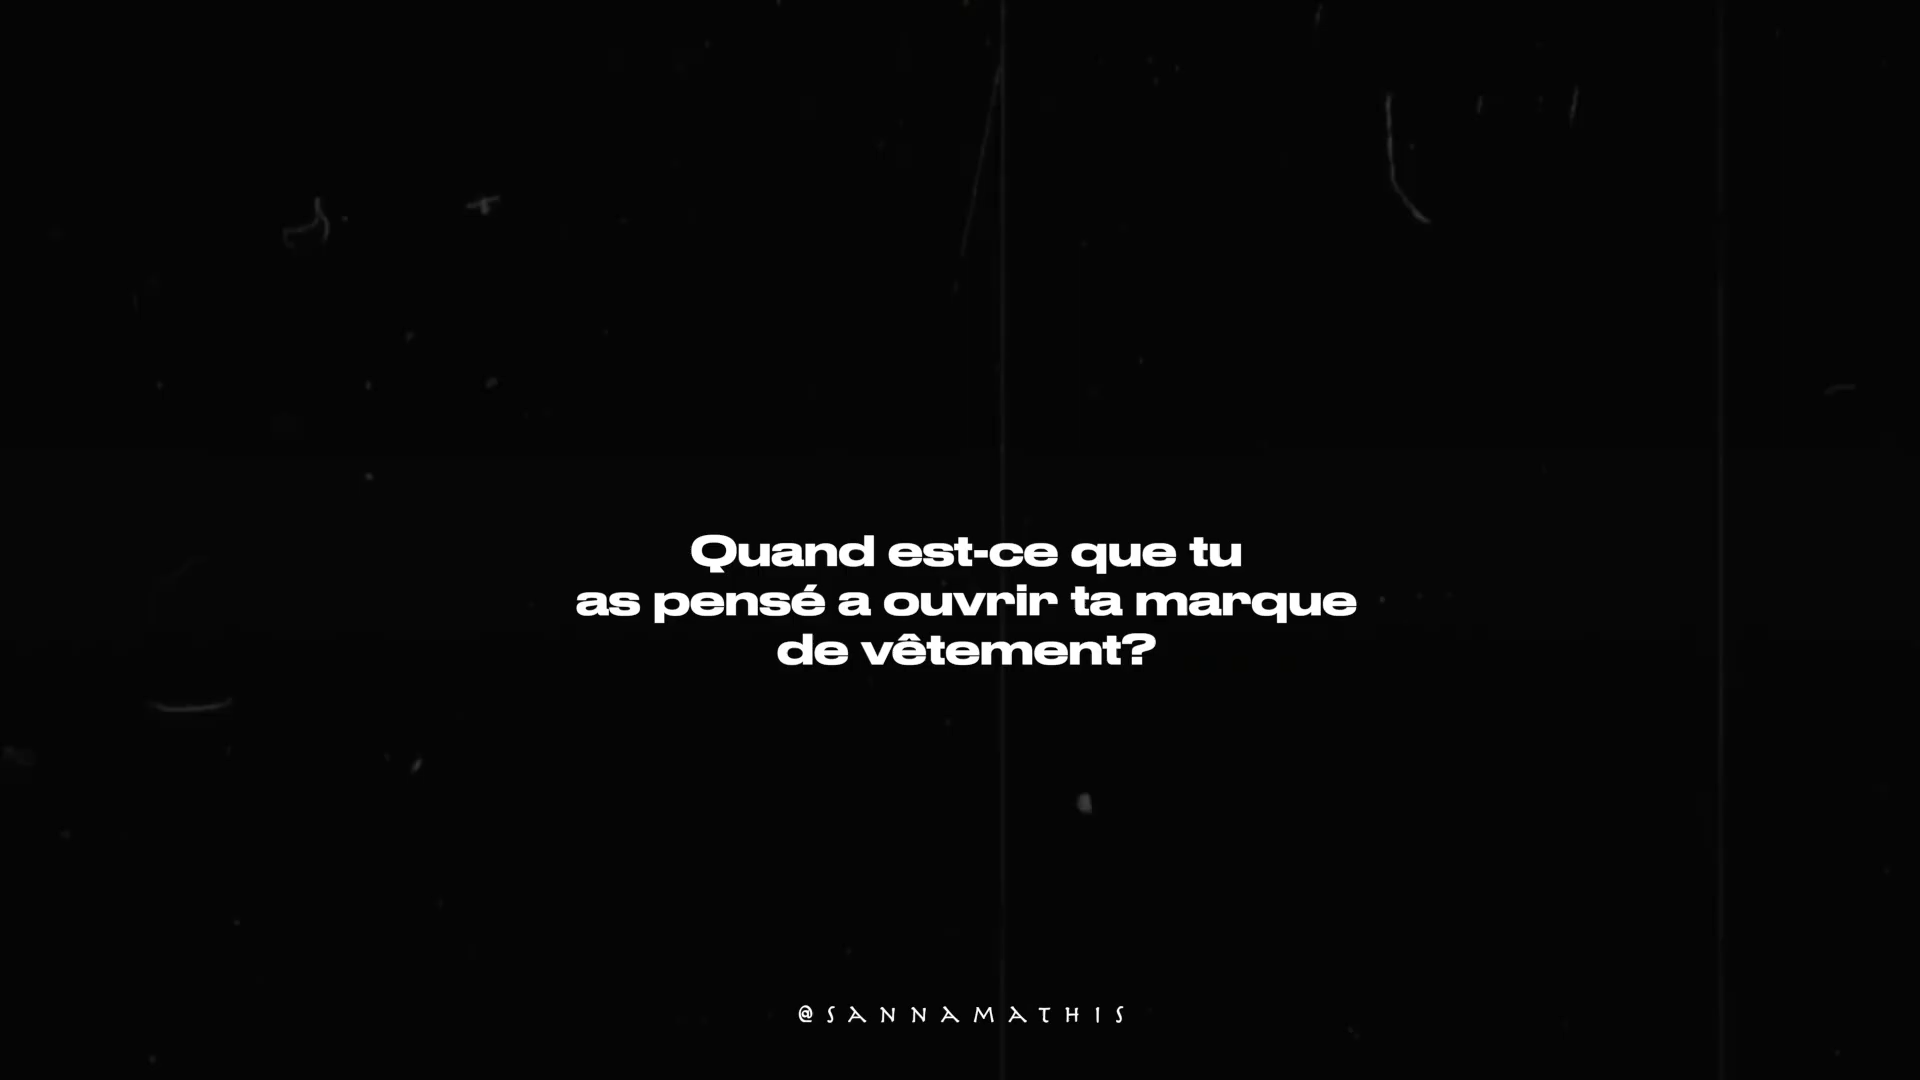 Quand est-ce que tu
as pensé a ouvrir ta marque
de vêtement?
@SANNAMATHIS